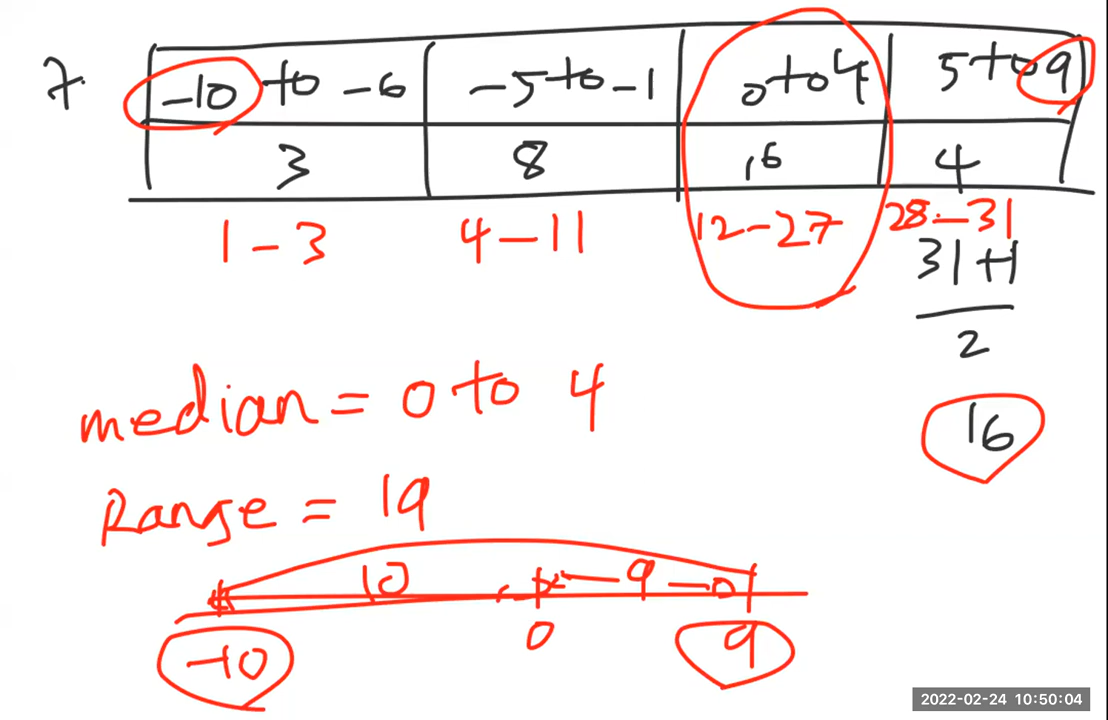 7 -10 to -6 -5 to -1 0 to 4 5 to 9
3 8 16 4
1-3 4-11 12-27 28-31
31+1
2
median = 0 to 4
16
Range = 19
10 9
-10 0 9
2022-02-24 10:50:04